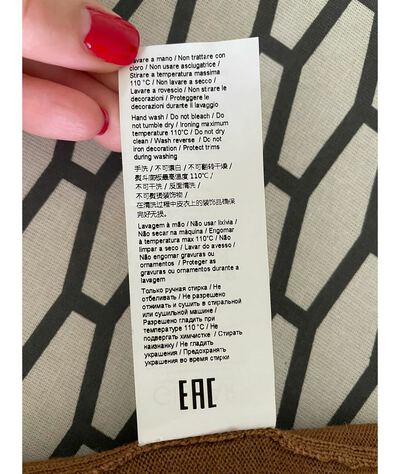 Lavare a mano / Non trattare con
cloro / Non usare asciugatrice /
Stirare a temperatura massima
110 °C / Non lavare a secco /
Lavare a rovescio / Non stirare le
decorazioni / Proteggere le
decorazioni durante il lavaggio
Hand wash / Do not bleach / Do
not tumble dry / Ironing maximum
temperature 110°C / Do not dry
clean / Wash reverse / Do not
iron decoration / Protect trims
during washing
手洗 / 不可漂白 / 不可翻转干燥 /
熨斗底板最高温度 110℃ /
不可干洗 / 反面清洗 /
不可熨烫装饰物 /
在清洗过程中皮衣上的装饰品确保
完好无损。
Lavagem à mão / Não usar lixívia /
Não secar na máquina / Engomar
à temperatura max 110°C / Não
limpar a seco / Lavar do avesso /
Não engomar gravuras ou
ornamentos / Proteger as
gravuras ou ornamentos durante a
lavagem
Только ручная стирка / Не
отбеливать / Не разрешено
отжимать и сушить в стиральной
или сушильной машине /
Разрешено гладить при
температуре 110 °C / Не
подвергать химчистке / Стирать
наизнанку / Не гладить
украшения / Предохранять
украшения во время стирки
EAC